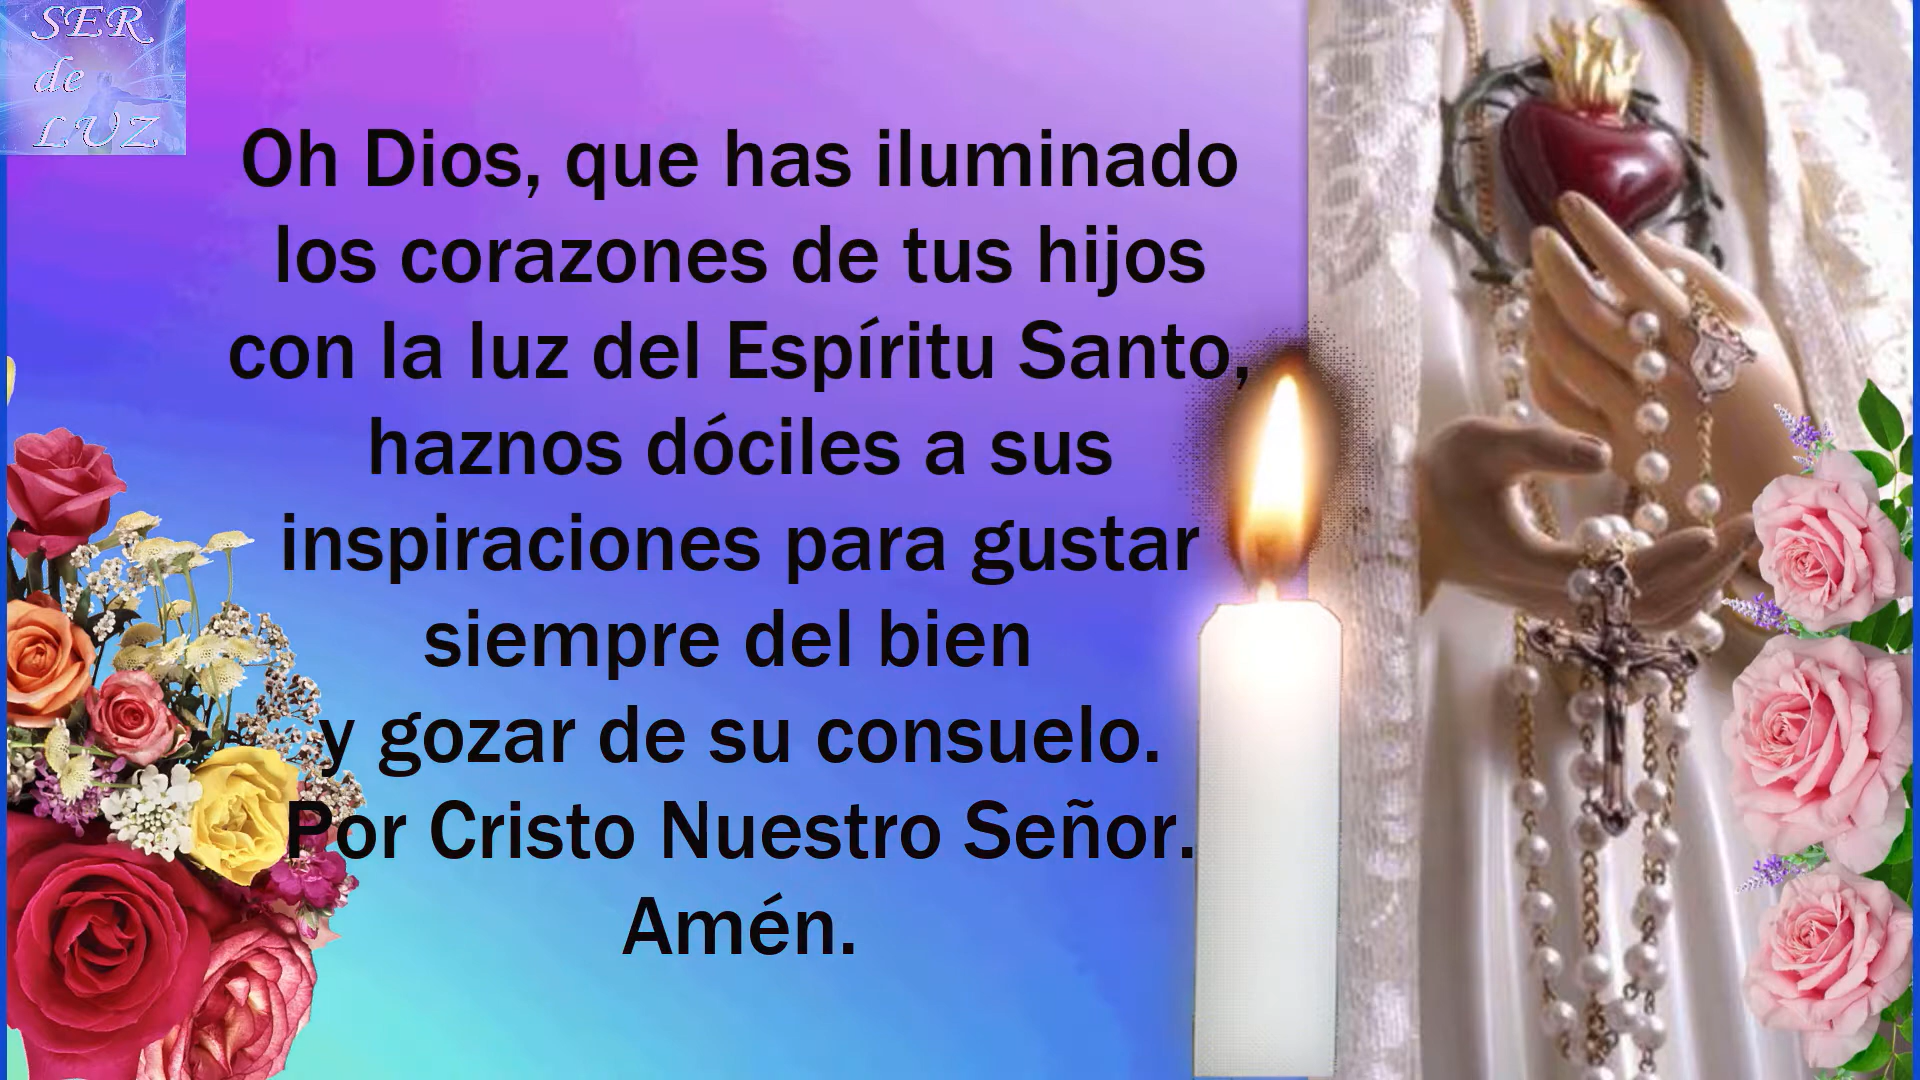 SER
de
LUZ
Oh Dios, que has iluminado
los corazones de tus hijos
con la luz del Espíritu Santo,
haznos dóciles a sus
inspiraciones para gustar
siempre del bien
y gozar de su consuelo.
Por Cristo Nuestro Señor.
Amén.